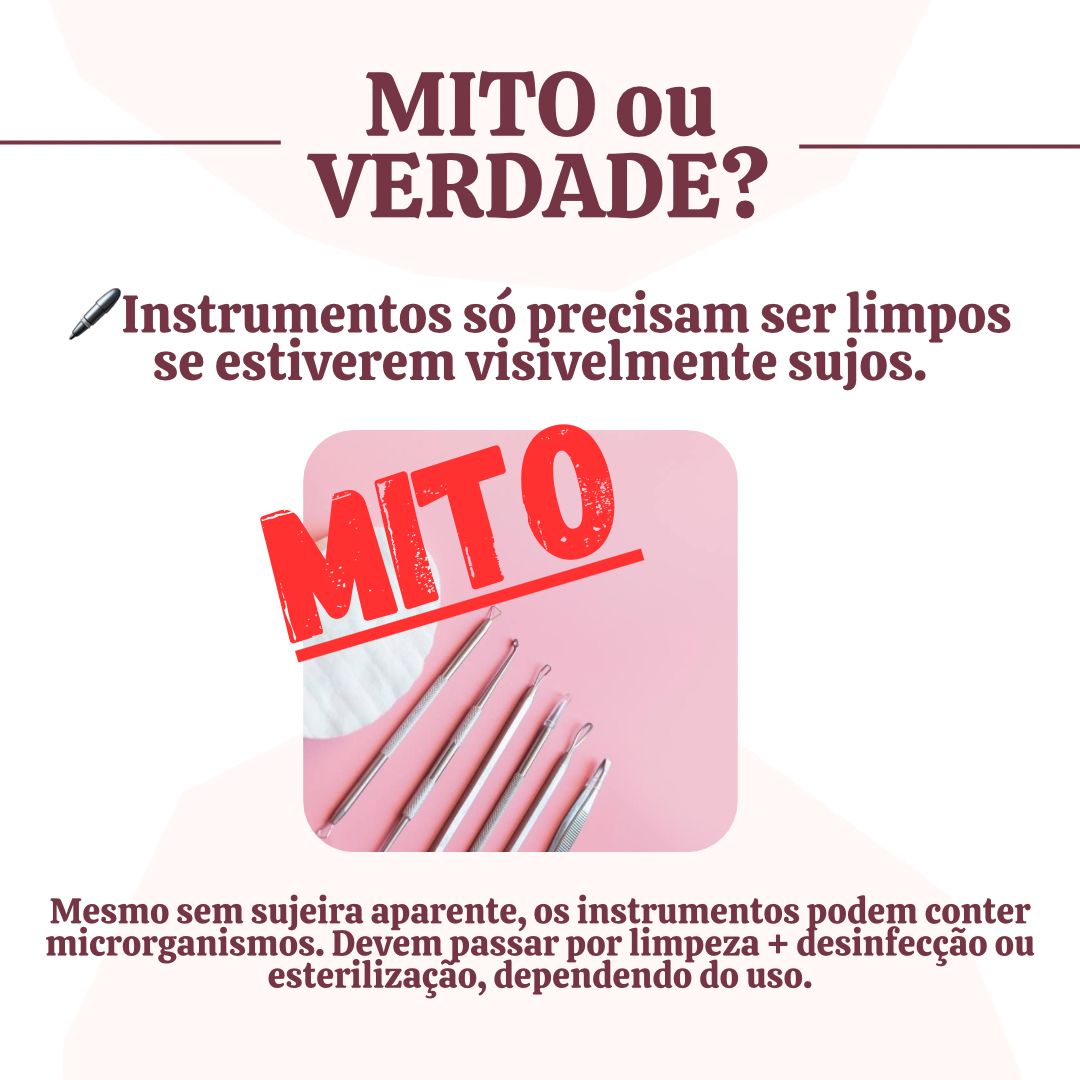 MITO ou
VERDADE?
🖊Instrumentos só precisam ser limpos
se estiverem visivelmente sujos.
MITO
Mesmo sem sujeira aparente, os instrumentos podem conter
microrganismos. Devem passar por limpeza + desinfecção ou
esterilização, dependendo do uso.